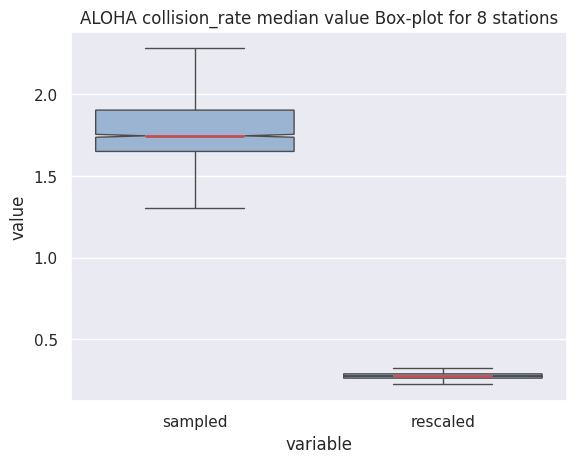 ALOHA collision_rate median value Box-plot for 8 stations
2.0
1.5
1.0
0.5
value
sampled
rescaled
variable